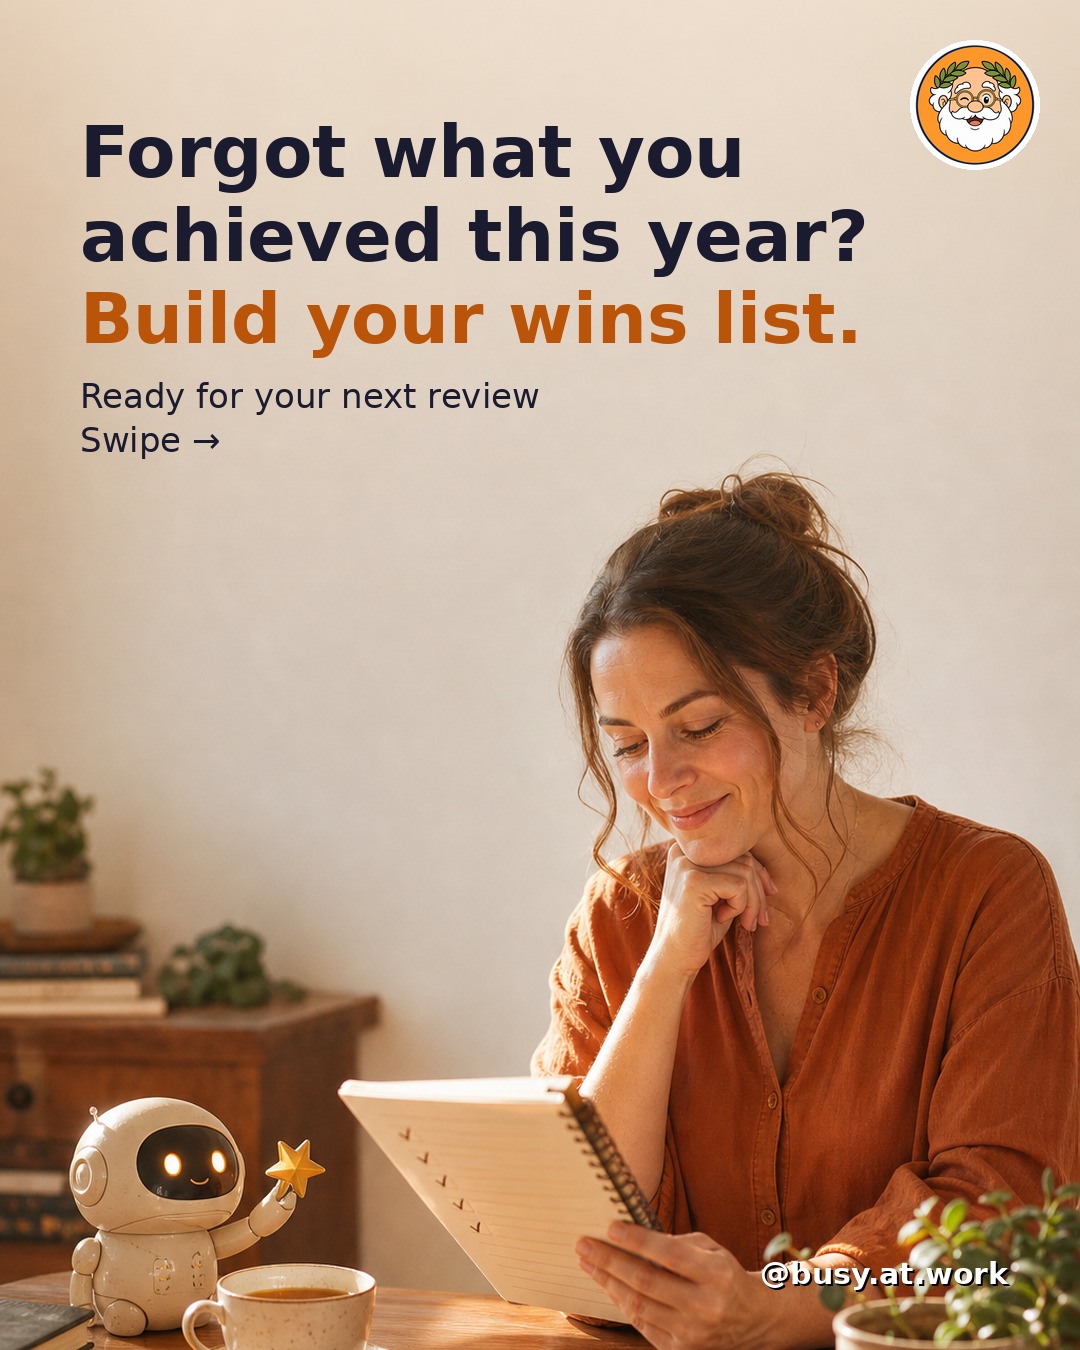 Forgot what you
achieved this year?
Build your wins list.
Ready for your next review
Swipe →
@busy.at.work